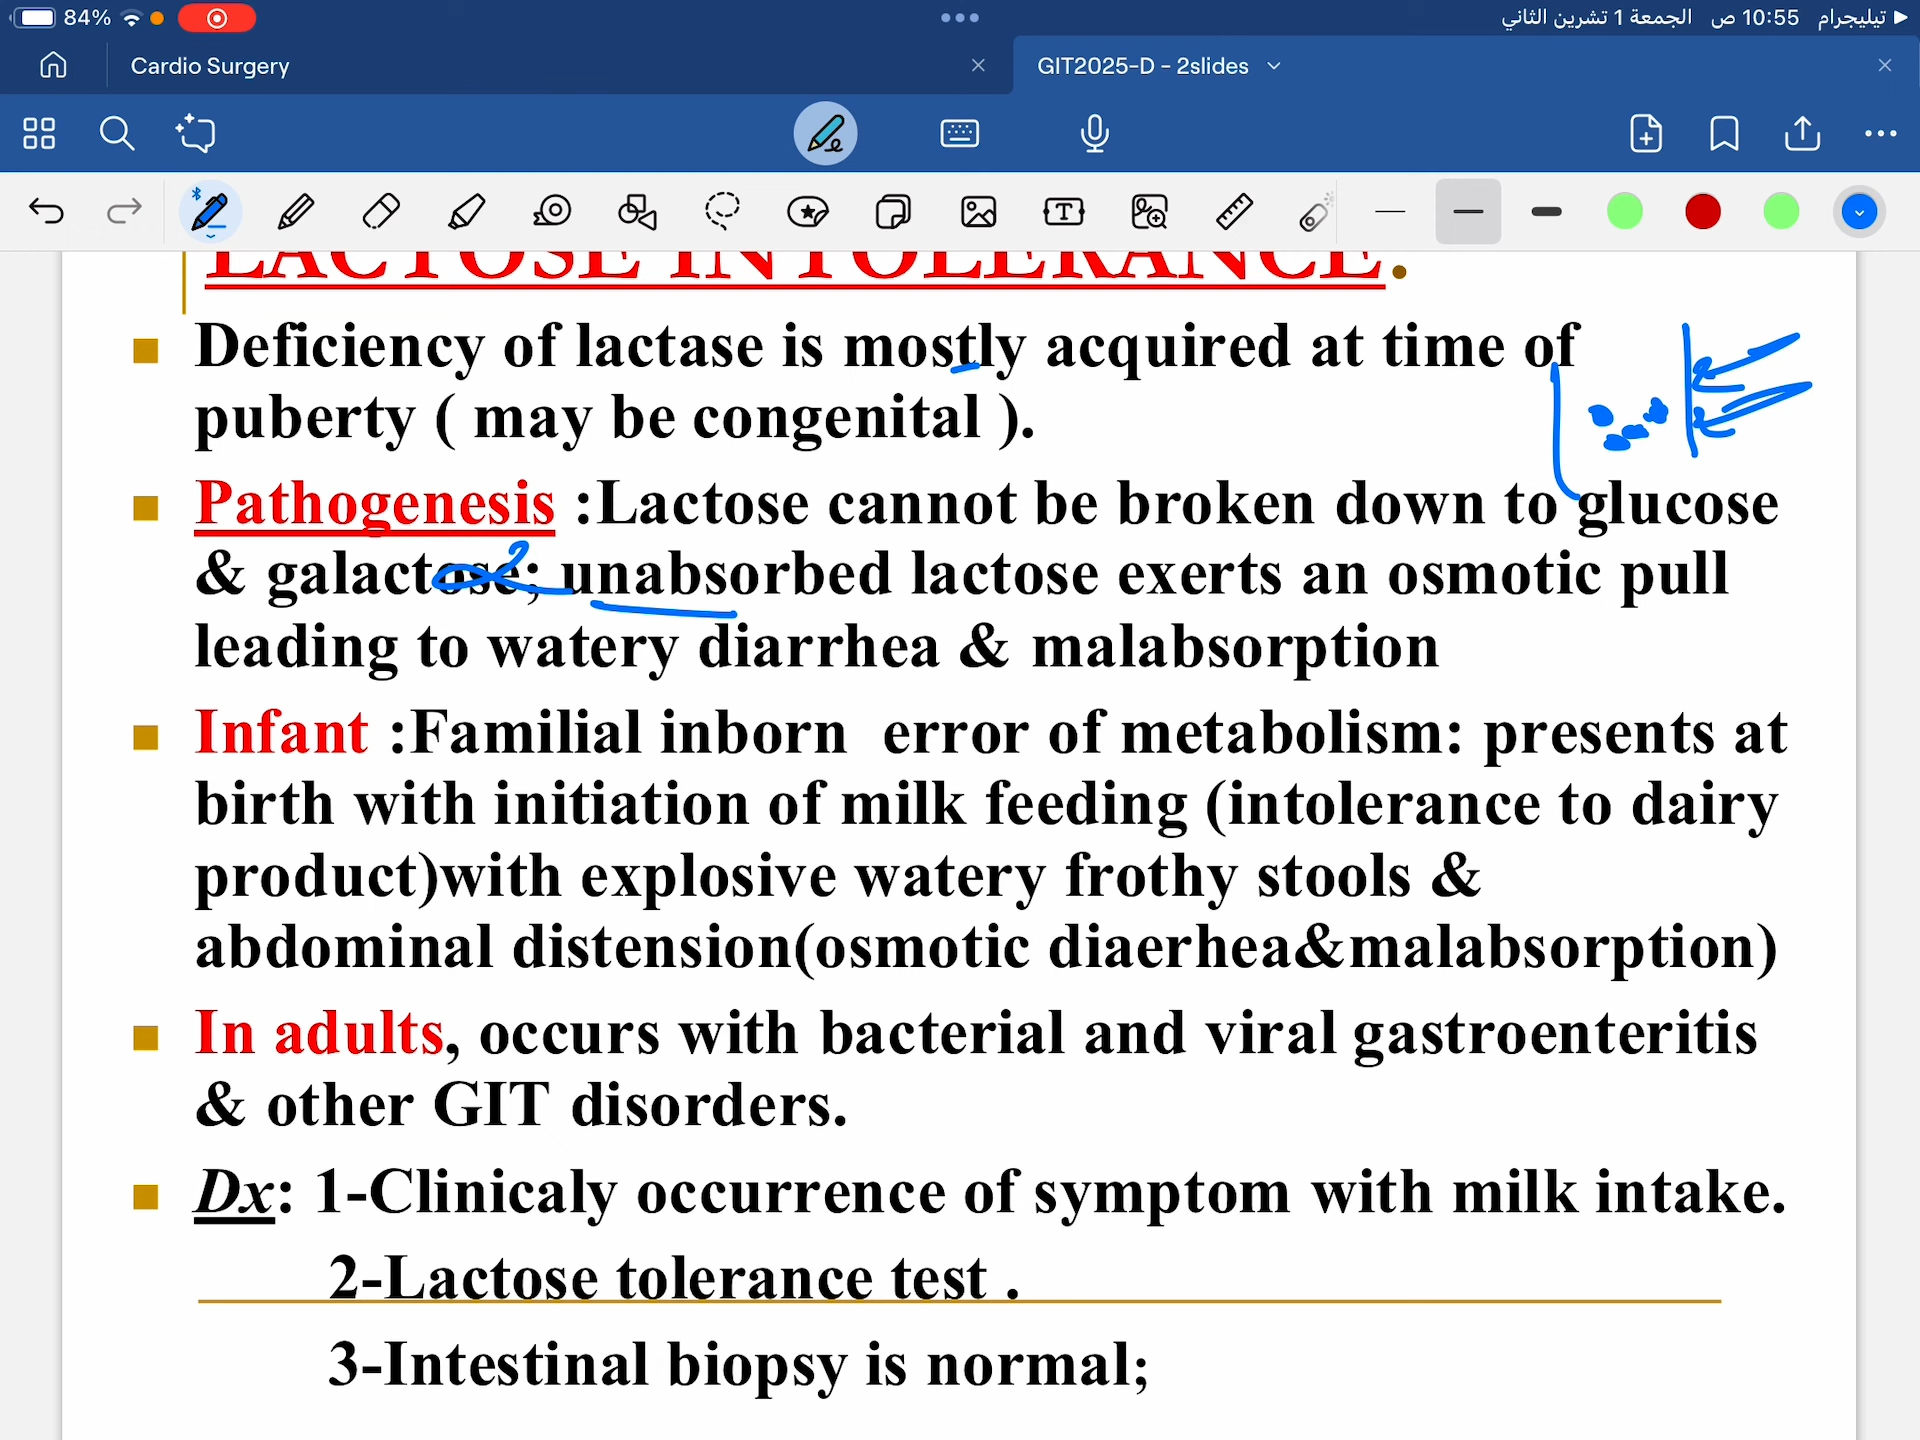 84%
تيليجرام 10:55 ص الجمعة 1 تشرين الثاني
Cardio Surgery
GIT2025-D - 2slides
LACTOSE INTOLERANCE.
Deficiency of lactase is mostly acquired at time of
puberty ( may be congenital ).
Pathogenesis :Lactose cannot be broken down to glucose
& galactose; unabsorbed lactose exerts an osmotic pull
leading to watery diarrhea & malabsorption
Infant :Familial inborn error of metabolism: presents at
birth with initiation of milk feeding (intolerance to dairy
product)with explosive watery frothy stools &
abdominal distension(osmotic diaerhea&malabsorption)
In adults, occurs with bacterial and viral gastroenteritis
& other GIT disorders.
Dx: 1-Clinicaly occurrence of symptom with milk intake.
2-Lactose tolerance test .
3-Intestinal biopsy is normal;